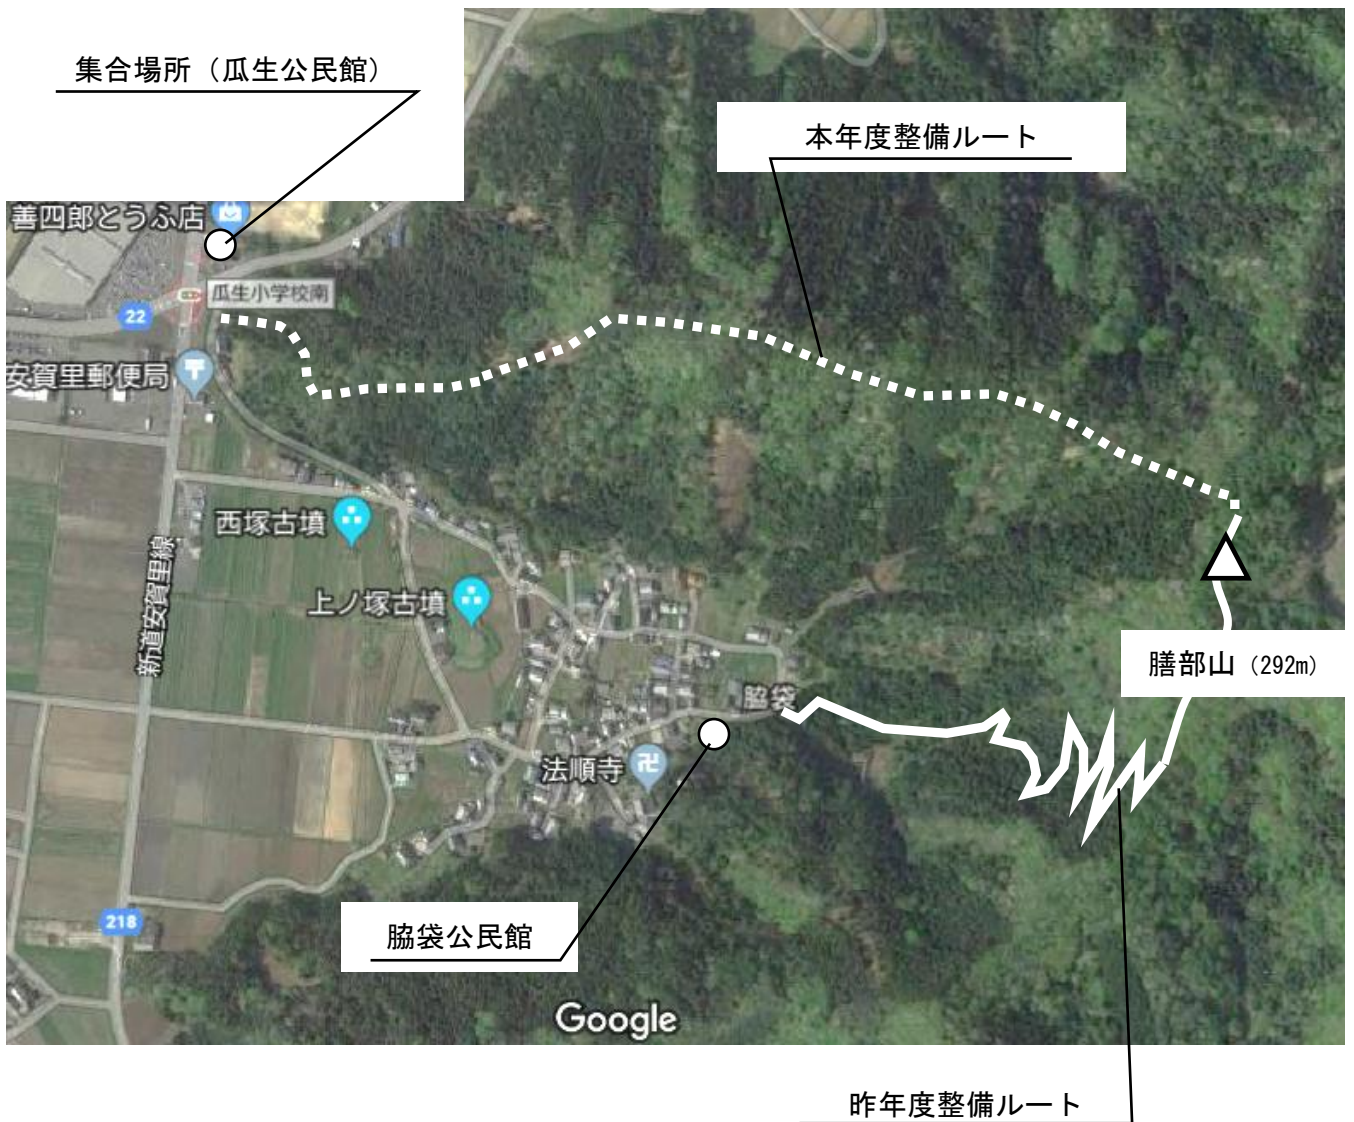 集合場所（瓜生公民館）
本年度整備ルート
善四郎とうふ店
瓜生小学校南
22
安賀里郵便局
西塚古墳
上ノ塚古墳
新道安賀里線
膳部山（292m）
脇袋
法順寺
卍
218
脇袋公民館
Google
昨年度整備ルート